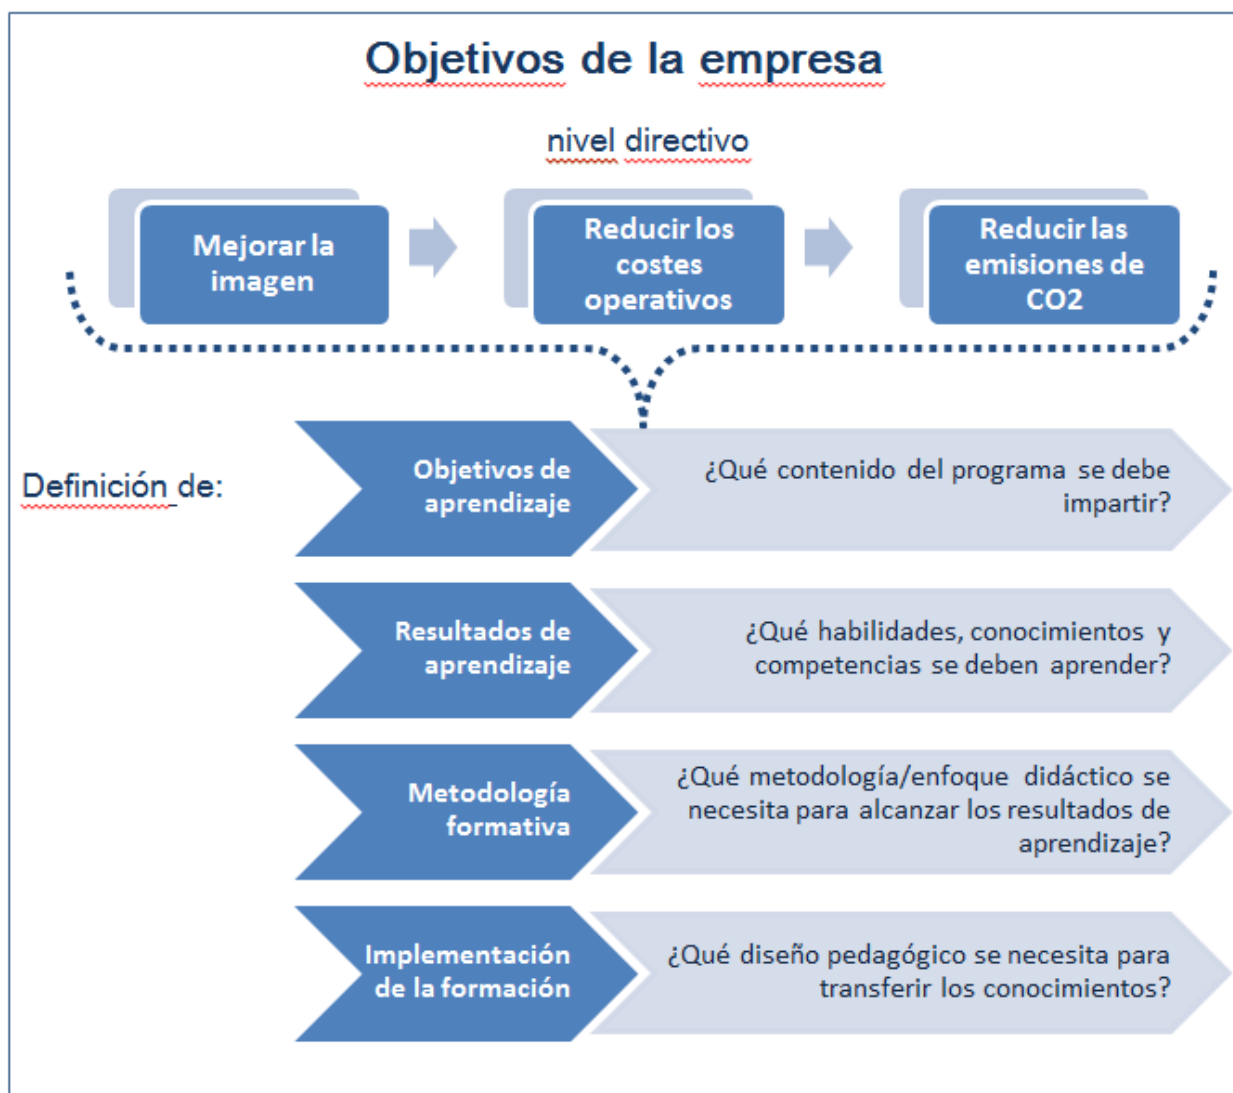 Objetivos de la empresa
nivel directivo
Mejorar la
imagen
Reducir los
costes
operativos
Reducir las
emisiones de
CO2
Definición de:
Objetivos de
aprendizaje
¿Qué contenido del programa se debe
impartir?
Resultados de
aprendizaje
¿Qué habilidades, conocimientos y
competencias se deben aprender?
Metodología
formativa
¿Qué metodología/enfoque didáctico se
necesita para alcanzar los resultados de
aprendizaje?
Implementación
de la formación
¿Qué diseño pedagógico se necesita para
transferir los conocimientos?